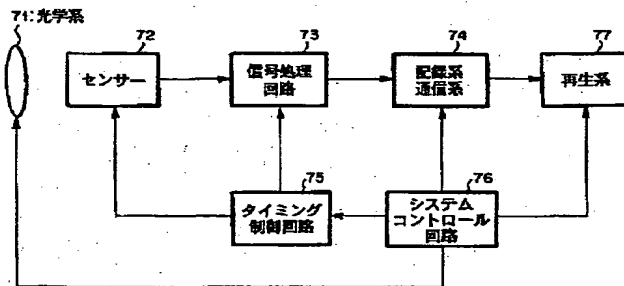 71:光学系
72
センサー
73
信号処理
回路
74
記録系
通信系
77
再生系
75
タイミング
制御回路
76
システム
コントロール
回路